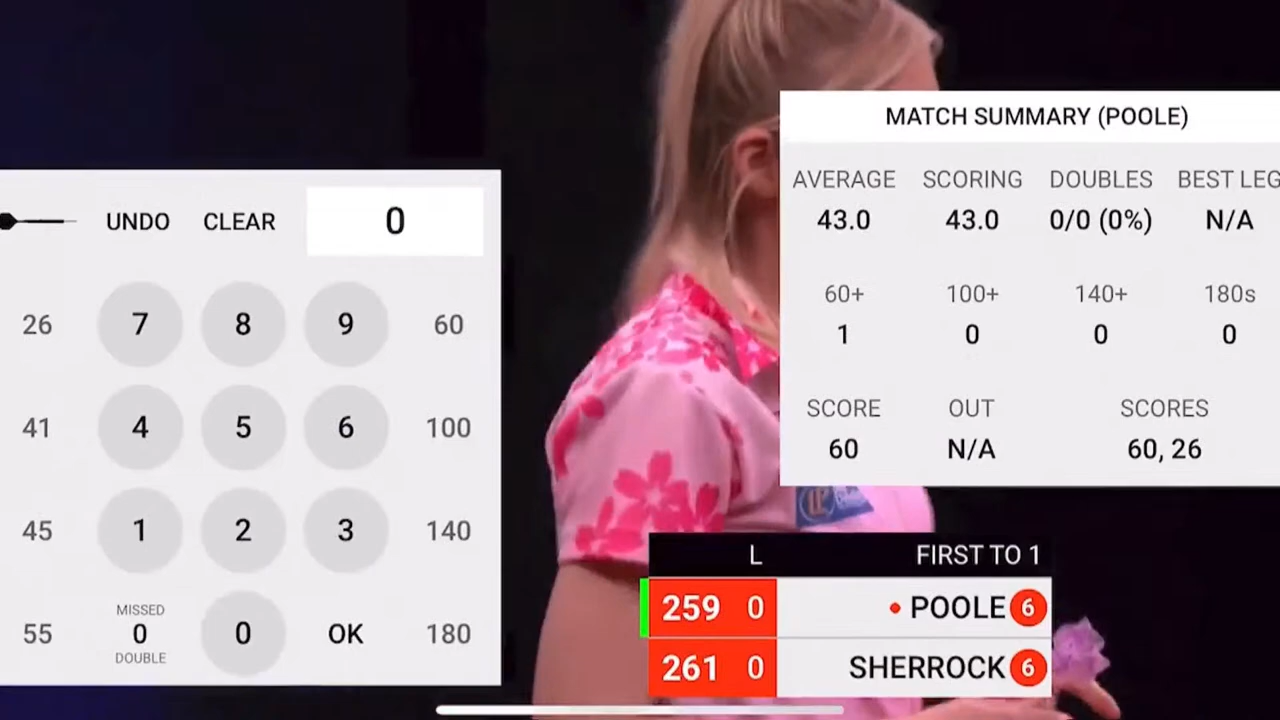 MATCH SUMMARY (POOLE)
AVERAGE SCORING DOUBLES BEST LEG
43.0 43.0 0/0 (0%) N/A
60+ 100+ 140+ 180s
1 0 0 0
SCORE OUT SCORES
60 N/A 60, 26
UNDO CLEAR 0
26 7 8 9 60
41 4 5 6 100
45 1 2 3 140
MISSED
55 0 0 OK 180
DOUBLE
L FIRST TO 1
259 0 POOLE 6
261 0 SHERROCK 6